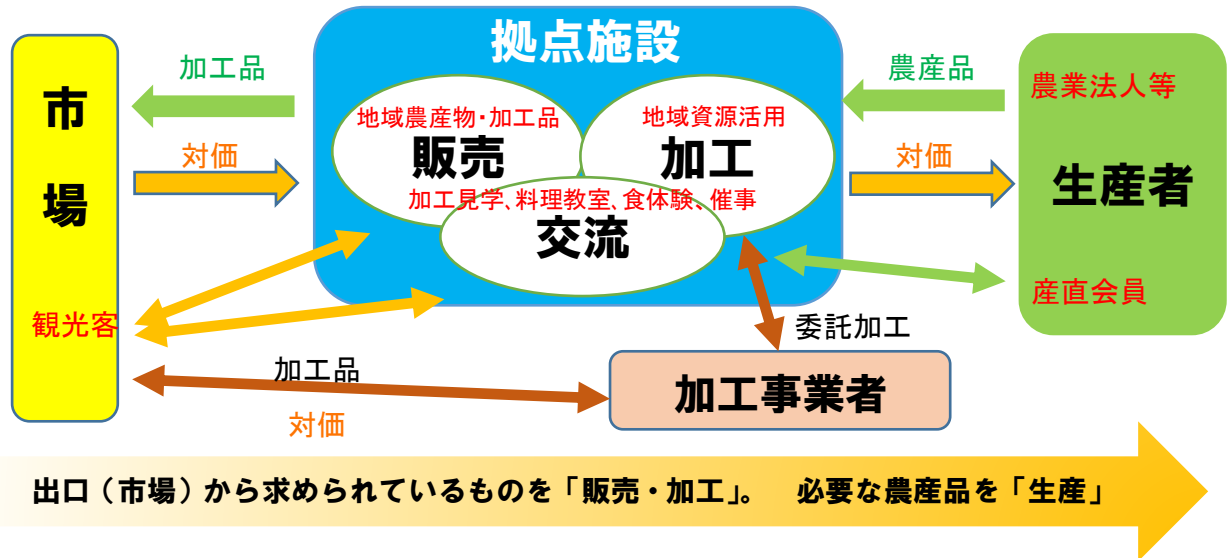 拠点施設
市
場
加工品
対価
観光客
地域農産物・加工品
販売
地域資源活用
加工
加工見学、料理教室、食体験、催事
交流
農産品
対価
農業法人等
生産者
産直会員
委託加工
加工事業者
加工品
対価
出口（市場）から求められているものを「販売・加工」。　必要な農産品を「生産」